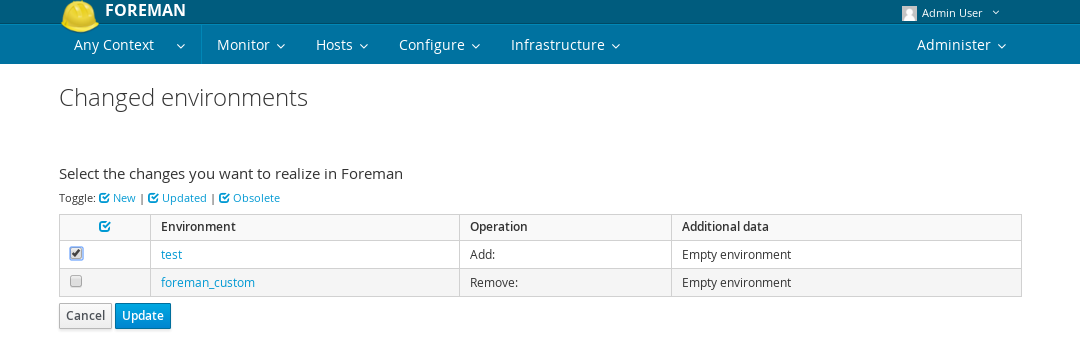 FOREMAN
Admin User
Any Context Monitor Hosts Configure Infrastructure Administer
Changed environments
Select the changes you want to realize in Foreman
Toggle: New | Updated | Obsolete
Environment Operation Additional data
test Add: Empty environment
foreman_custom Remove: Empty environment
Cancel Update